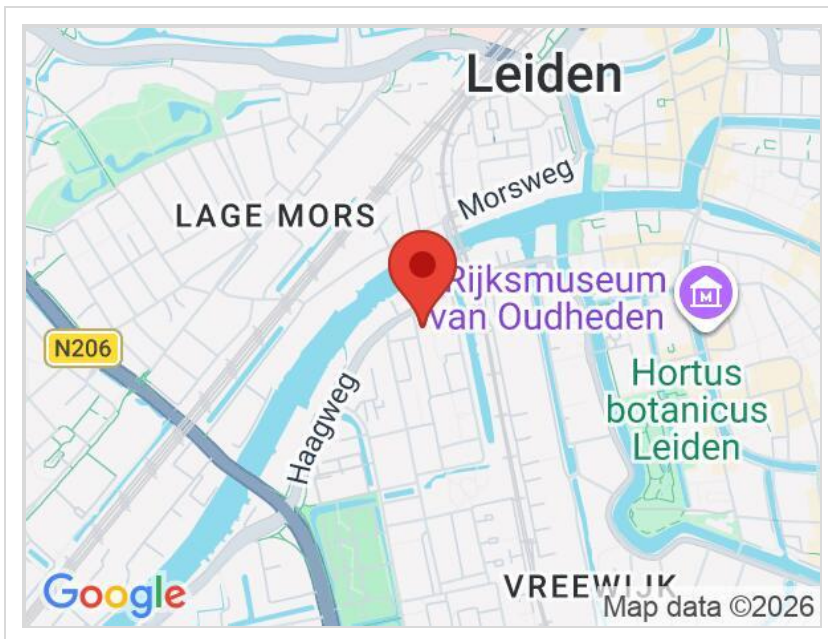 Leiden
Morsweg
LAGE MORS
Rijksmuseum
van Oudheden
M
N206
Hortus
botanicus
Leiden
Haagweg
VREEWIJK
Google
Map data ©2026